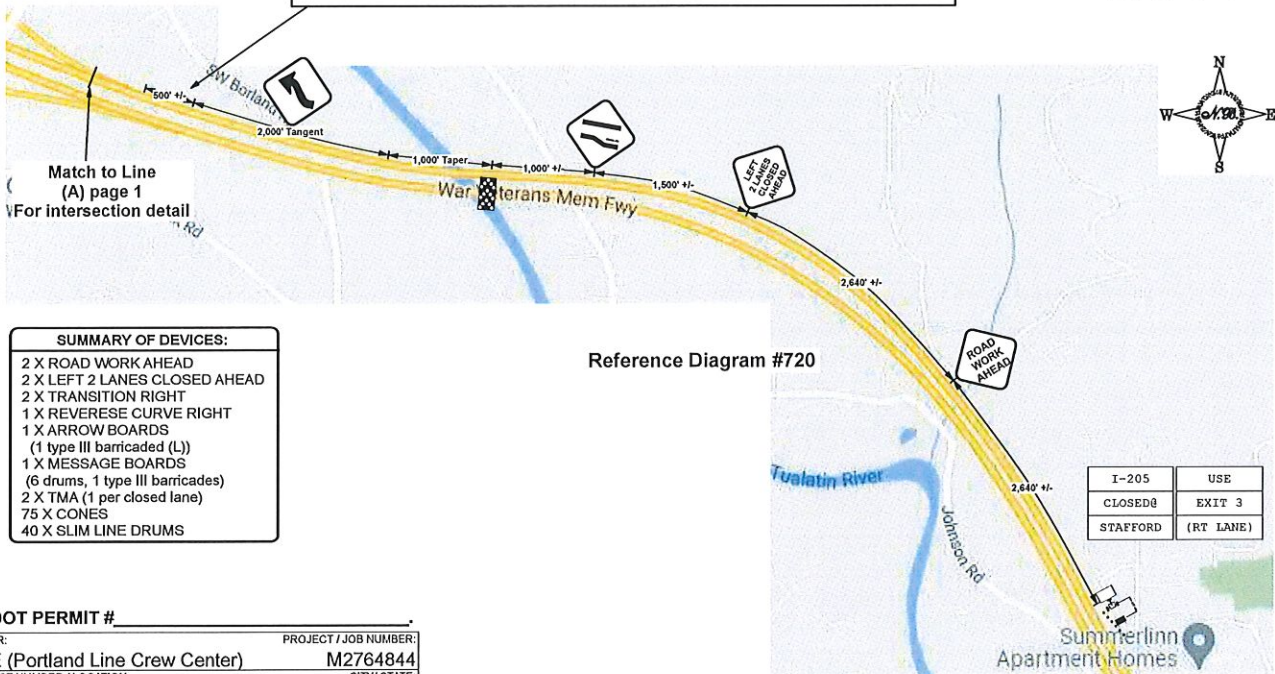 N
W
E
S
SW Borland
500' +/-
2,000' Tangent
1,000' Taper
1,000' +/-
1,500' +/-
LEFT
2 LANES
CLOSED
AHEAD
Match to Line
(A) page 1
For intersection detail
War Veterans Mem Fwy
Rd
2,640' +/-
SUMMARY OF DEVICES:
2 X ROAD WORK AHEAD
2 X LEFT 2 LANES CLOSED AHEAD
2 X TRANSITION RIGHT
1 X REVERESE CURVE RIGHT
1 X ARROW BOARDS
(1 type III barricaded (L))
1 X MESSAGE BOARDS
(6 drums, 1 type III barricades)
2 X TMA (1 per closed lane)
75 X CONES
40 X SLIM LINE DRUMS
Reference Diagram #720
ROAD
WORK
AHEAD
Tualatin River
2,640' +/-
I-205 USE
CLOSED@ EXIT 3
STAFFORD (RT LANE)
Johnson Rd
OOT PERMIT #
R: PROJECT / JOB NUMBER:
E (Portland Line Crew Center) M2764844
CITY/STATE
Summerlinn
Apartment Homes